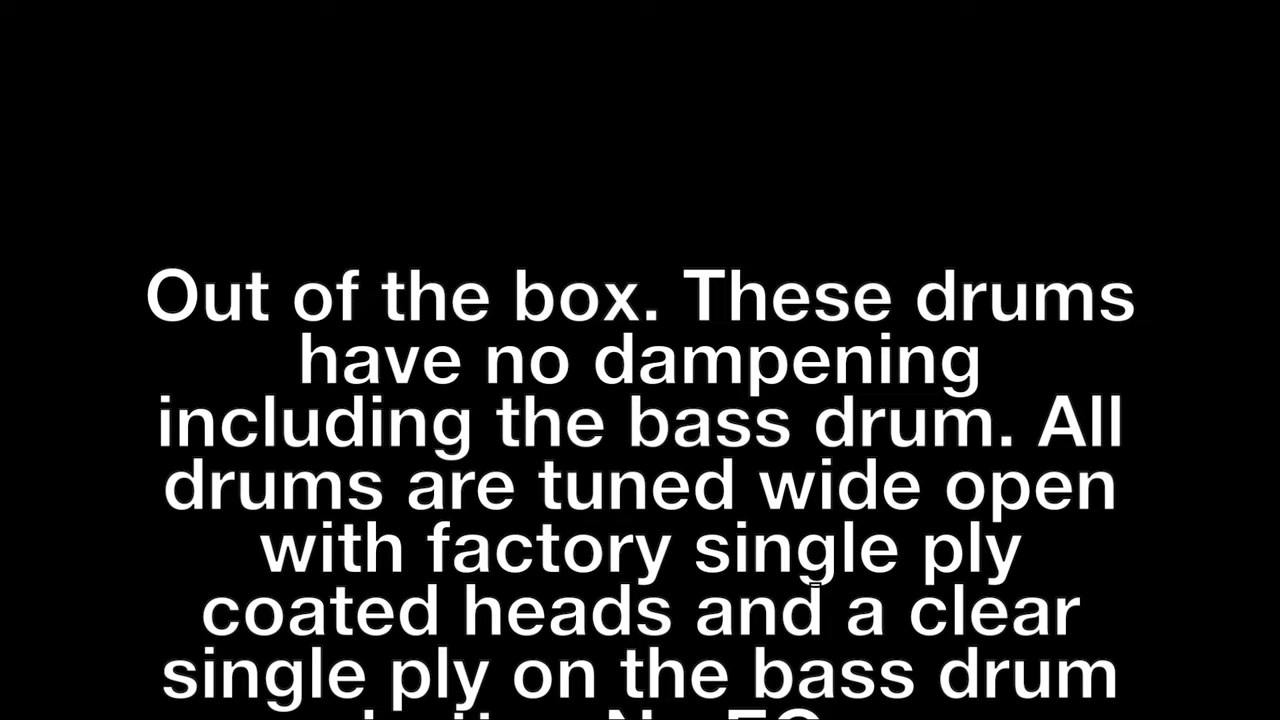 Out of the box. These drums
have no dampening
including the bass drum. All
drums are tuned wide open
with factory single ply
coated heads and a clear
single ply on the bass drum